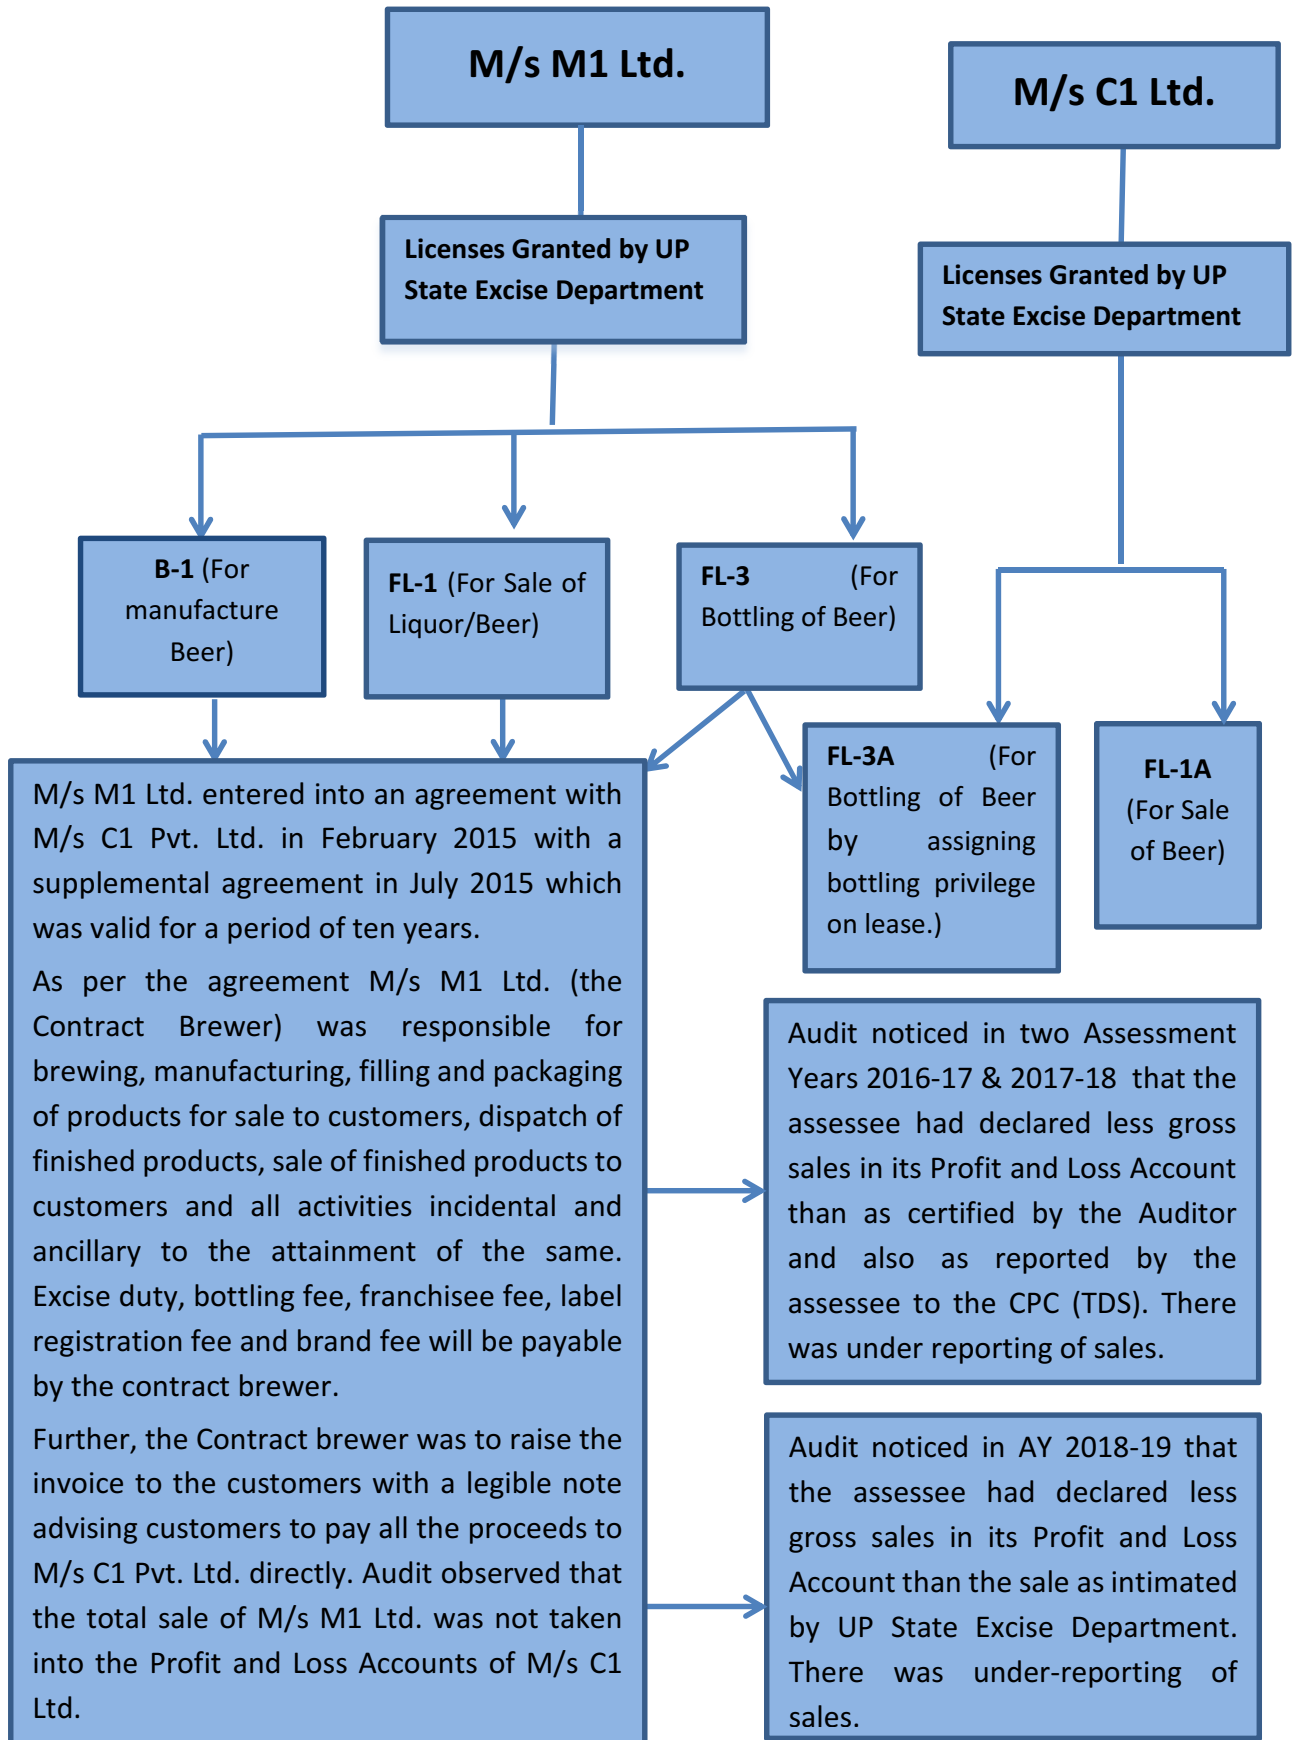 M/s M1 Ltd.
M/s C1 Ltd.
Licenses Granted by UP
State Excise Department
Licenses Granted by UP
State Excise Department
B-1 (For
manufacture
Beer)
FL-1 (For Sale of
Liquor/Beer)
FL-3 (For
Bottling of Beer)
FL-3A (For
Bottling of Beer
by assigning
bottling privilege
on lease.)
FL-1A
(For Sale
of Beer)
M/s M1 Ltd. entered into an agreement with
M/s C1 Pvt. Ltd. in February 2015 with a
supplemental agreement in July 2015 which
was valid for a period of ten years.
As per the agreement M/s M1 Ltd. (the
Contract Brewer) was responsible for
brewing, manufacturing, filling and packaging
of products for sale to customers, dispatch of
finished products, sale of finished products to
customers and all activities incidental and
ancillary to the attainment of the same.
Excise duty, bottling fee, franchisee fee, label
registration fee and brand fee will be payable
by the contract brewer.
Further, the Contract brewer was to raise the
invoice to the customers with a legible note
advising customers to pay all the proceeds to
M/s C1 Pvt. Ltd. directly. Audit observed that
the total sale of M/s M1 Ltd. was not taken
into the Profit and Loss Accounts of M/s C1
Ltd.
Audit noticed in two Assessment
Years 2016-17 & 2017-18 that the
assessee had declared less gross
sales in its Profit and Loss Account
than as certified by the Auditor
and also as reported by the
assessee to the CPC (TDS). There
was under reporting of sales.
Audit noticed in AY 2018-19 that
the assessee had declared less
gross sales in its Profit and Loss
Account than the sale as intimated
by UP State Excise Department.
There was under-reporting of
sales.